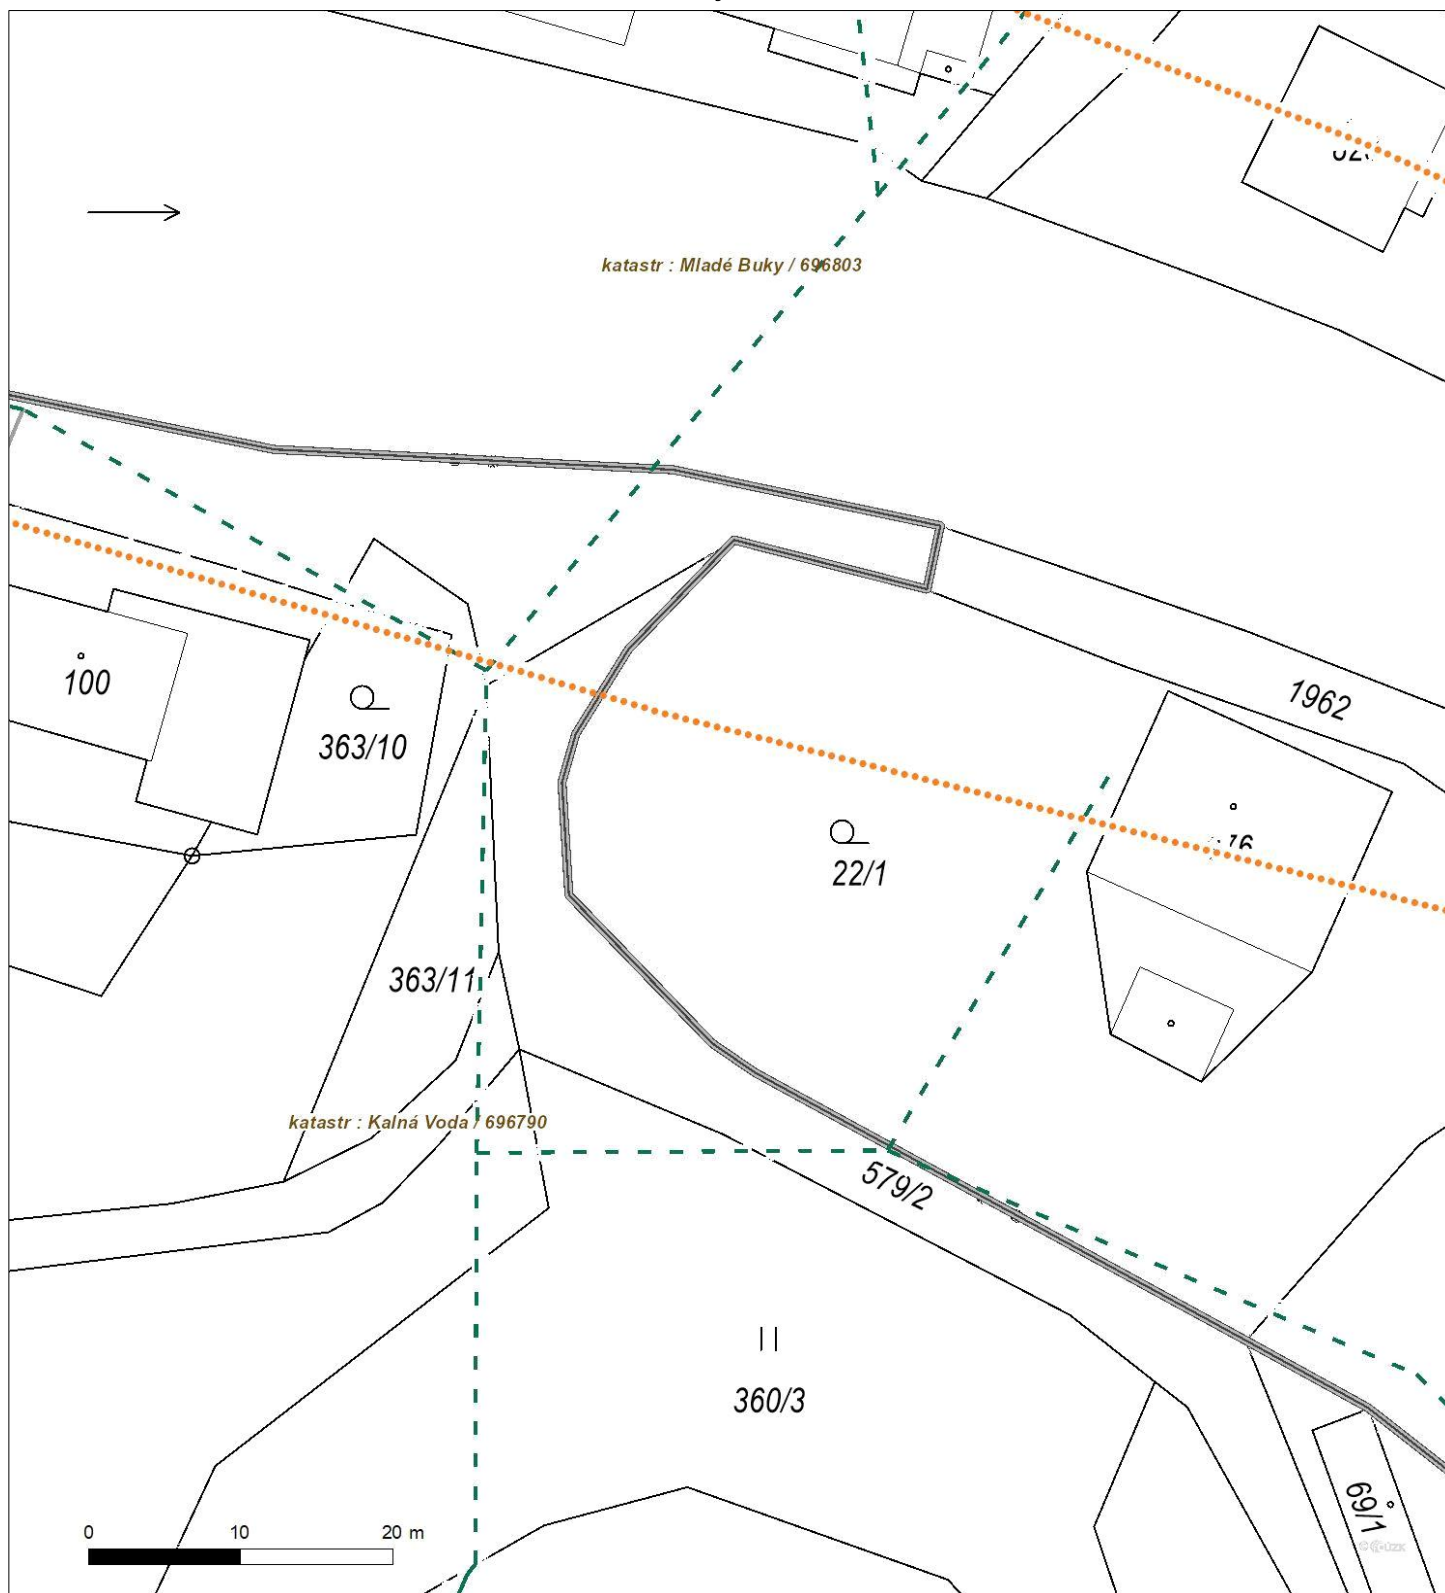 katastr : Mladé Buky / 696803
100
363/10
1962
22/1
363/11
katastr : Kalná Voda / 696790
579/2
360/3
69/1
0 10 20 m